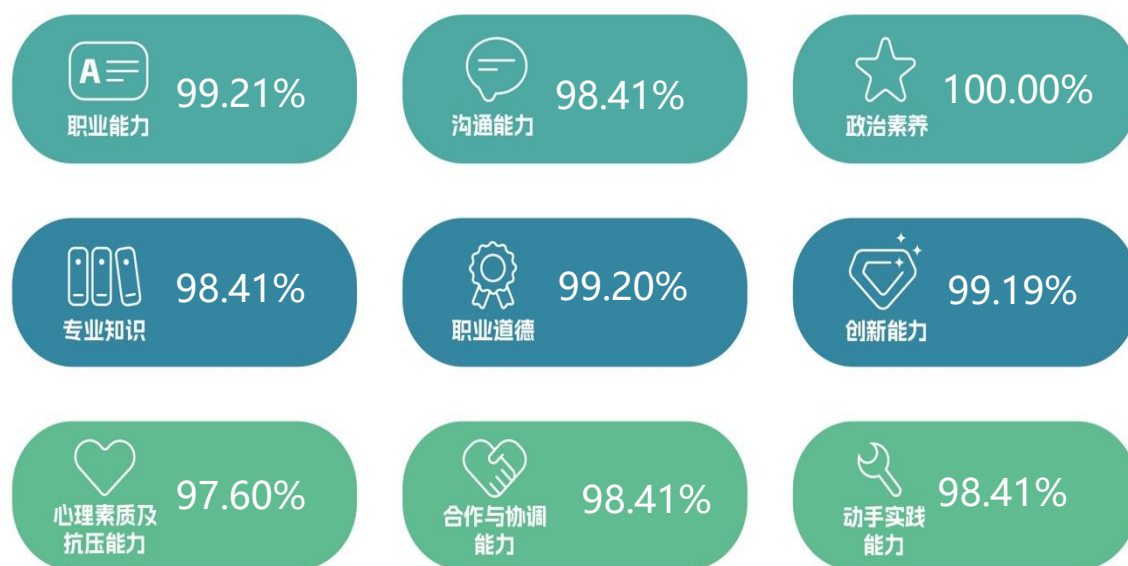 A
99.21%
职业能力
98.41%
沟通能力
100.00%
政治素养
98.41%
专业知识
99.20%
职业道德
99.19%
创新能力
97.60%
心理素质及
抗压能力
98.41%
合作与协调
能力
98.41%
动手实践
能力